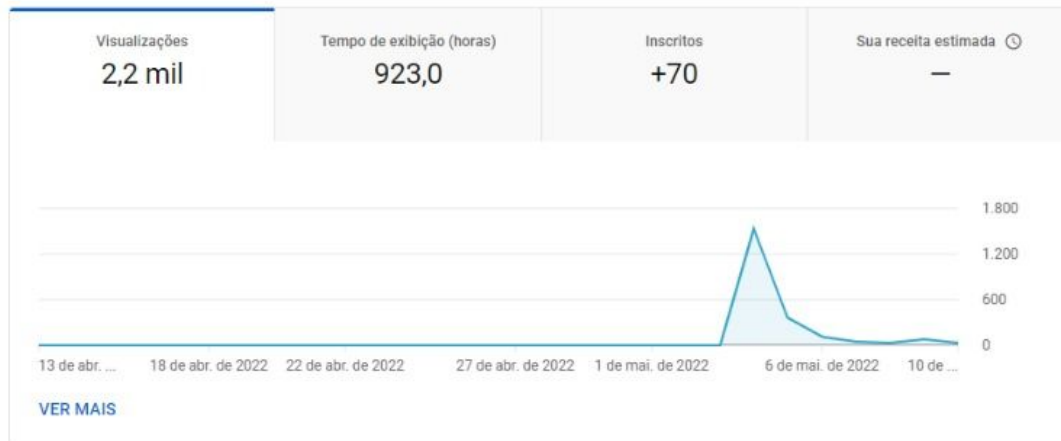 Visualizações
2,2 mil
Tempo de exibição (horas)
923,0
Inscritos
+70
Sua receita estimada
—
1.800
1.200
600
0
13 de abr. ...
18 de abr. de 2022
22 de abr. de 2022
27 de abr. de 2022
1 de mai. de 2022
6 de mai. de 2022
10 de ...
VER MAIS